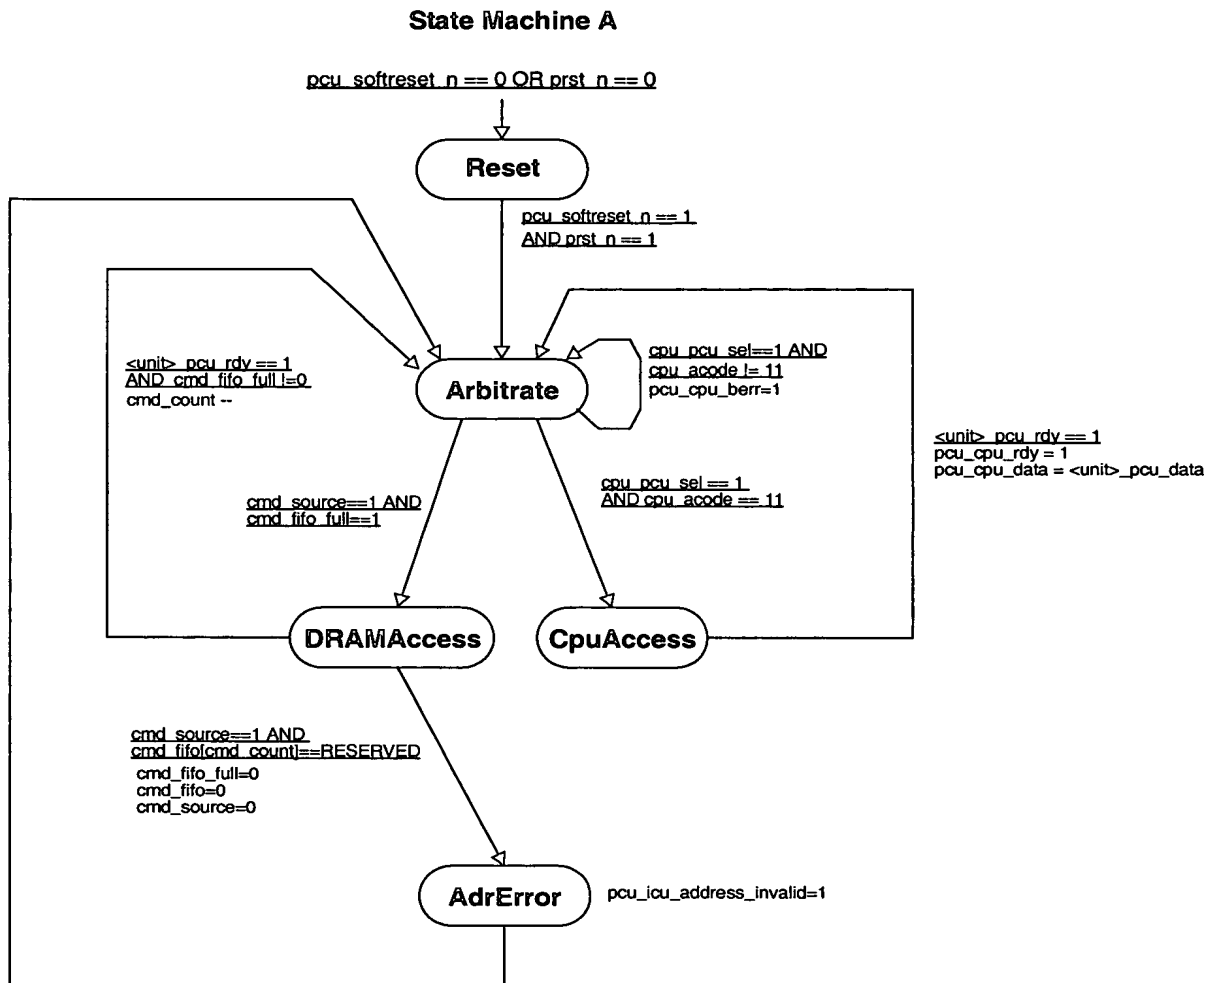 State Machine A
pcu_softreset_n == 0 OR prst_n == 0
Reset
pcu_softreset_n == 1
AND prst_n == 1
<unit>_pcu_rdy == 1
AND cmd_fifo_full !=0
cmd_count --
Arbitrate
cpu_pcu_sel==1 AND
cpu_acode != 11
pcu_cpu_berr=1
<unit>_pcu_rdy == 1
pcu_cpu_rdy = 1
pcu_cpu_data = <unit>_pcu_data
cmd_source==1 AND
cmd_fifo_full==1
cpu_pcu_sel == 1
AND cpu_acode == 11
DRAMAccess
CpuAccess
cmd_source==1 AND
cmd_fifo[cmd_count]==RESERVED
cmd_fifo_full=0
cmd_fifo=0
cmd_source=0
AdrError
pcu_icu_address_invalid=1